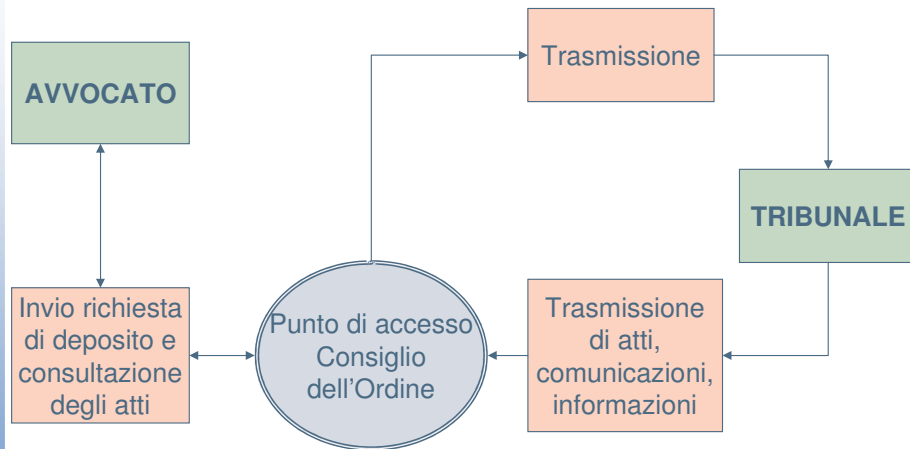 Trasmissione
AVVOCATO
TRIBUNALE
Invio richiesta
di deposito e
consultazione
degli atti
Punto di accesso
Consiglio
dell’Ordine
Trasmissione
di atti,
comunicazioni,
informazioni